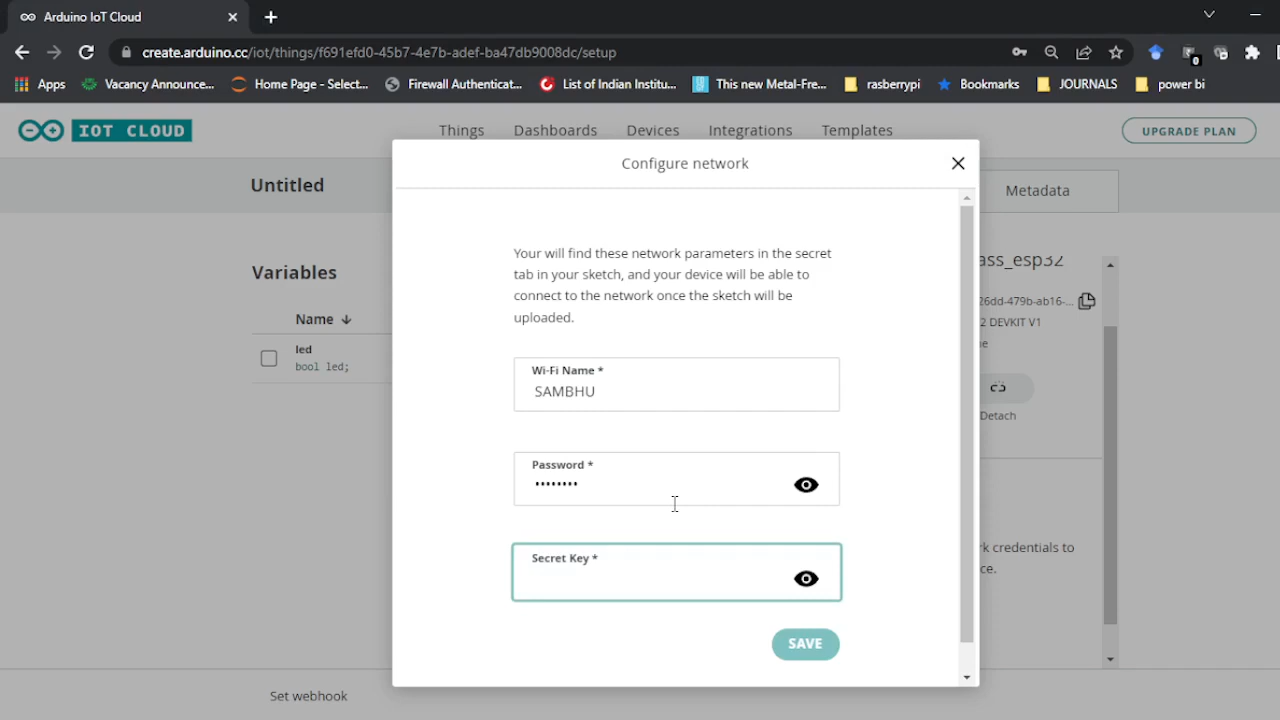 Arduino IoT Cloud
create.arduino.cc/iot/things/f691efd0-45b7-4e7b-adef-ba47db9008dc/setup
0
Apps
Vacancy Announce...
Home Page - Select...
Firewall Authenticat...
List of Indian Institu...
This new Metal-Fre...
rasberrypi
Bookmarks
JOURNALS
power bi
IOT CLOUD
Things
Dashboards
Devices
Integrations
Templates
UPGRADE PLAN
Configure network
Untitled
Metadata
Your will find these network parameters in the secret
tab in your sketch, and your device will be able to
connect to the network once the sketch will be
uploaded.
Variables
Name
led
bool led;
ass_esp32
26dd-479b-ab16-...
2 DEVKIT V1
ne
Detach
Wi-Fi Name *
SAMBHU
Password *
••••••••
Secret Key *
k credentials to
ce.
SAVE
Set webhook